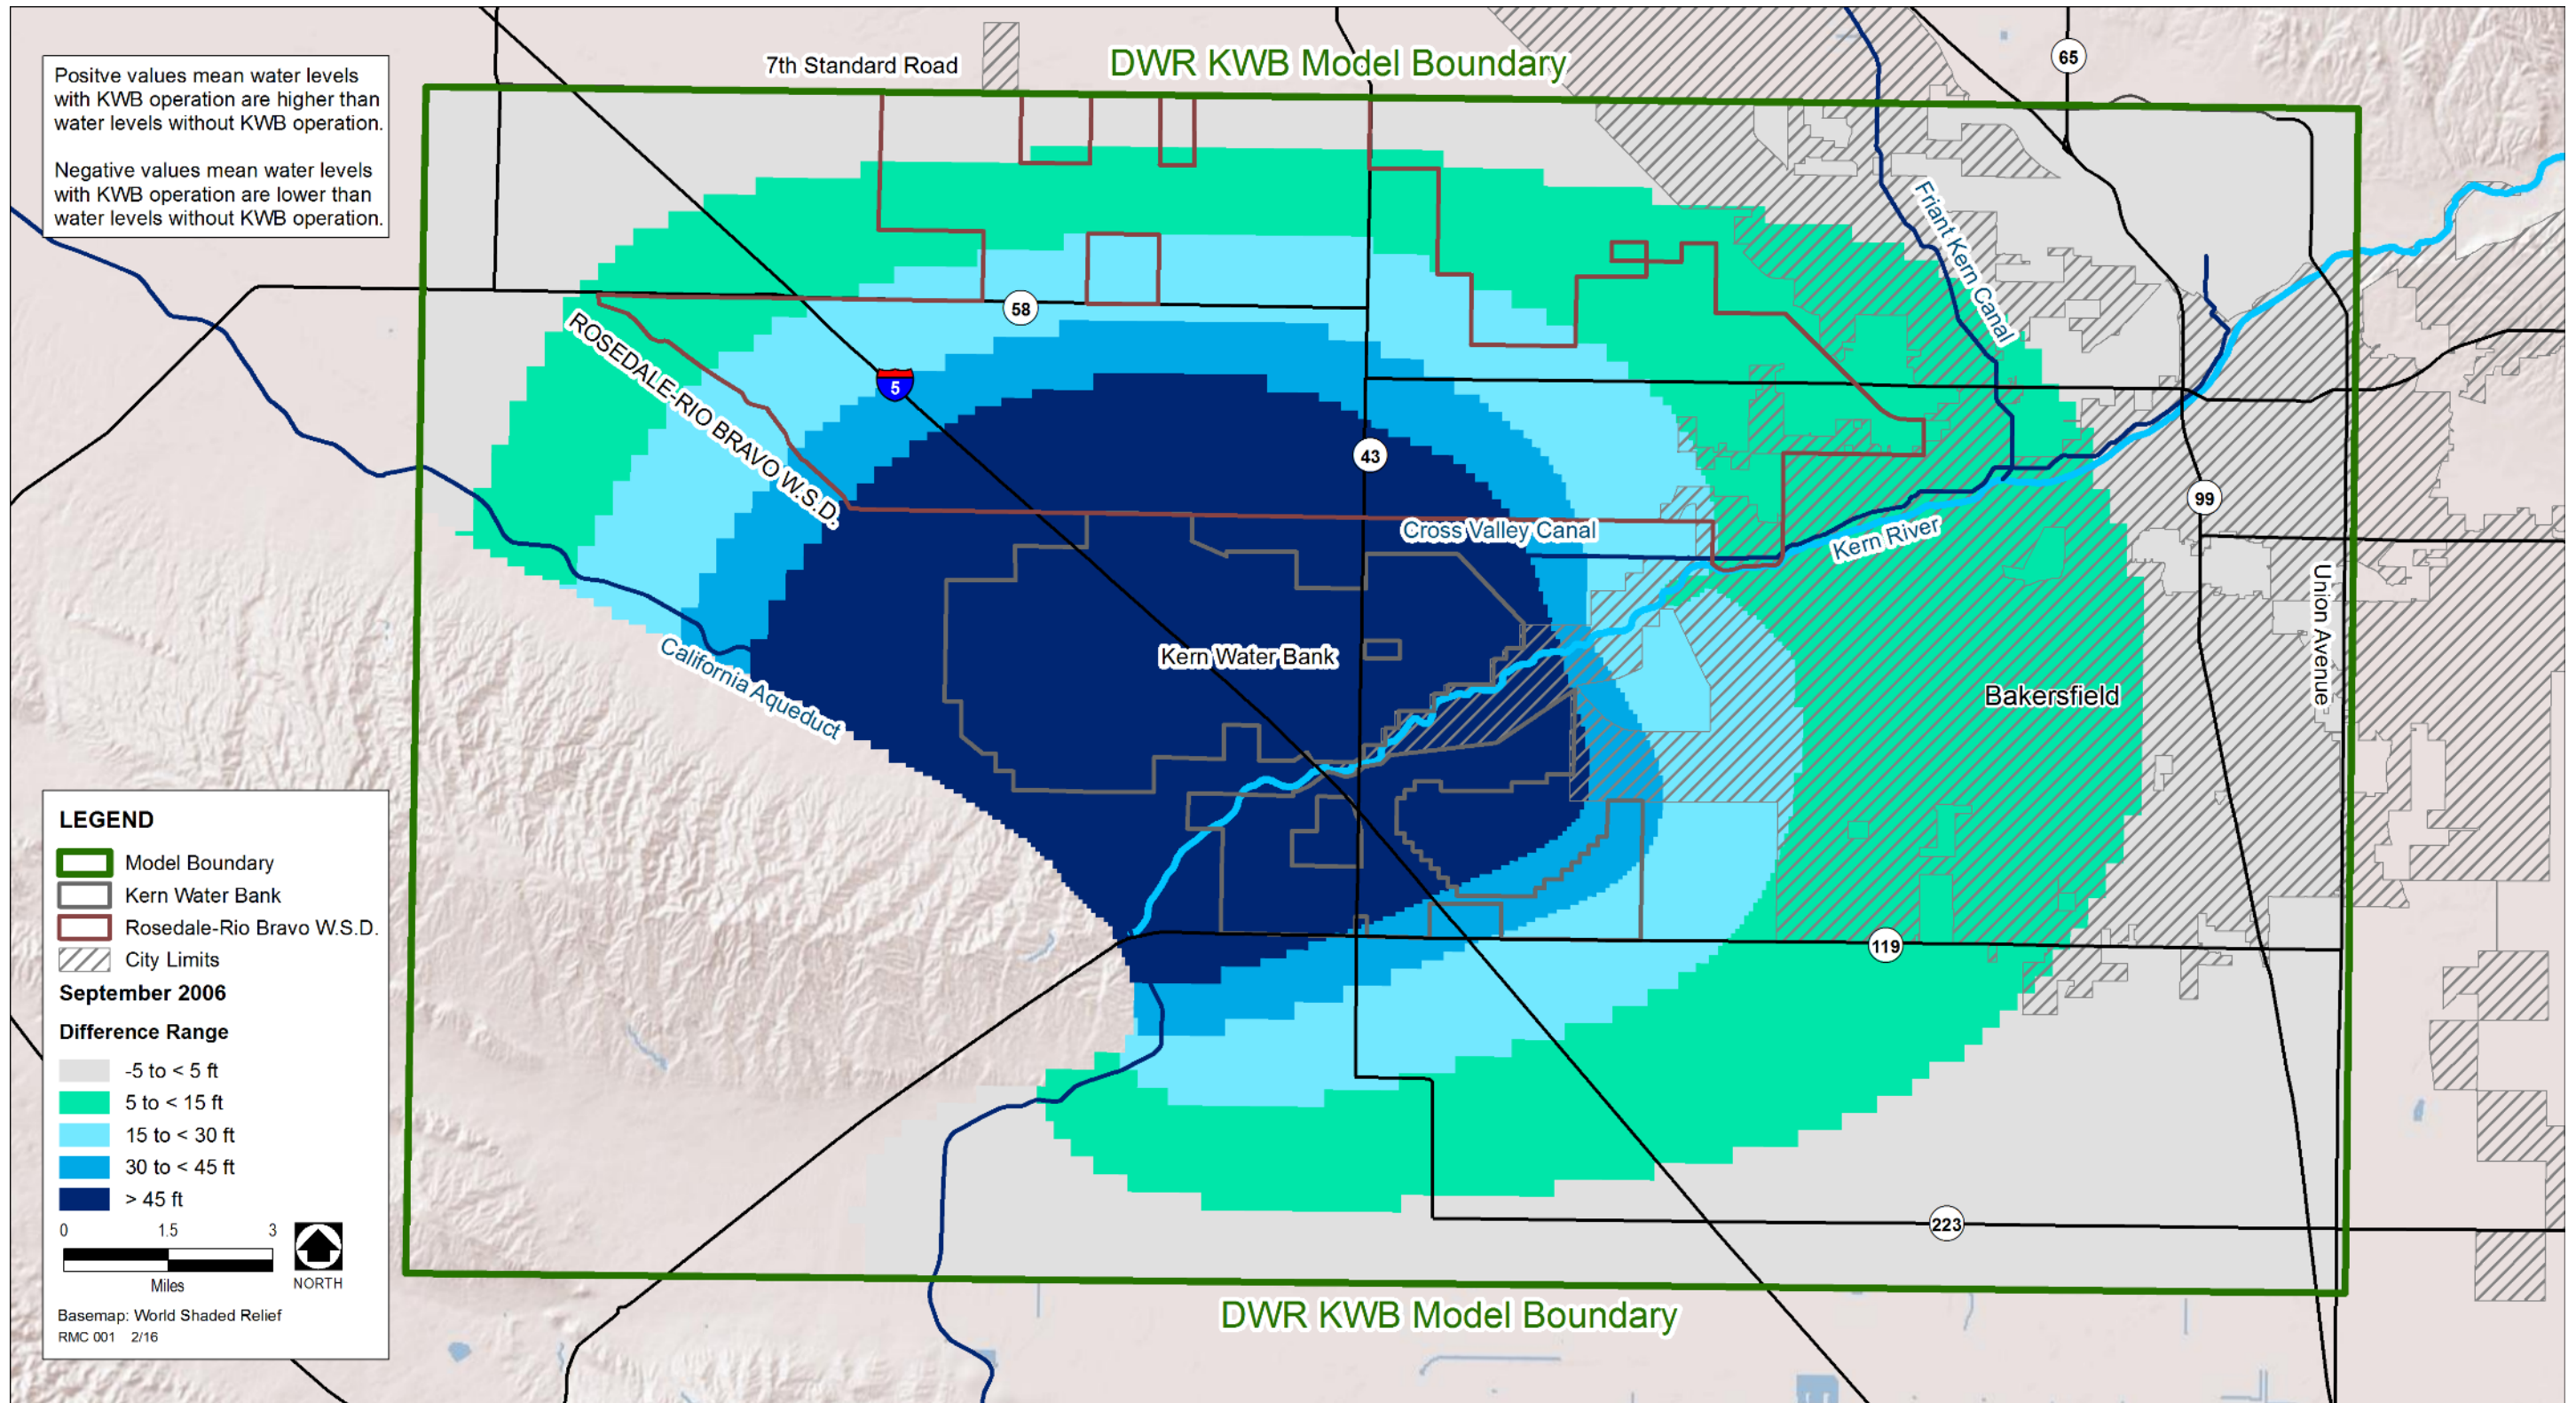 Positve values mean water levels
with KWB operation are higher than
water levels without KWB operation.
Negative values mean water levels
with KWB operation are lower than
water levels without KWB operation.
7th Standard Road
DWR KWB Model Boundary
65
Friant Kern Canal
58
ROSEDALE-RIO BRAVO W.S.D.
5
43
99
Cross Valley Canal
Kern River
Union Avenue
Kern Water Bank
California Aqueduct
Bakersfield
119
223
DWR KWB Model Boundary
LEGEND
Model Boundary
Kern Water Bank
Rosedale-Rio Bravo W.S.D.
City Limits
September 2006
Difference Range
-5 to < 5 ft
5 to < 15 ft
15 to < 30 ft
30 to < 45 ft
> 45 ft
0 1.5 3
Miles
NORTH
Basemap: World Shaded Relief
RMC 001 2/16